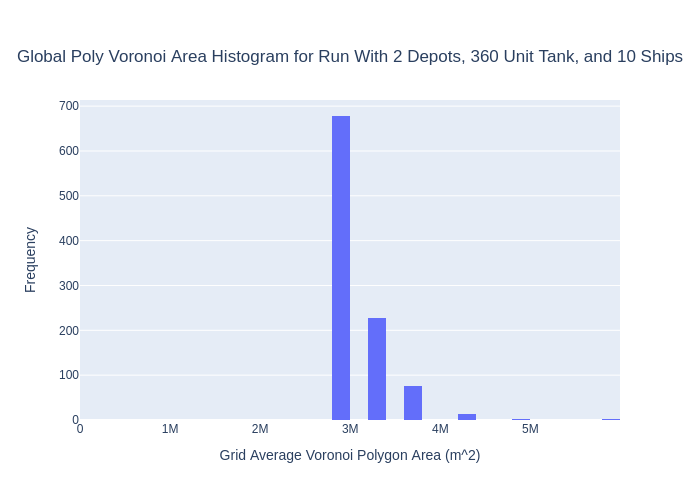 Global Poly Voronoi Area Histogram for Run With 2 Depots, 360 Unit Tank, and 10 Ships
700
600
500
400
300
200
100
0
Frequency
0 1M 2M 3M 4M 5M
Grid Average Voronoi Polygon Area (m^2)